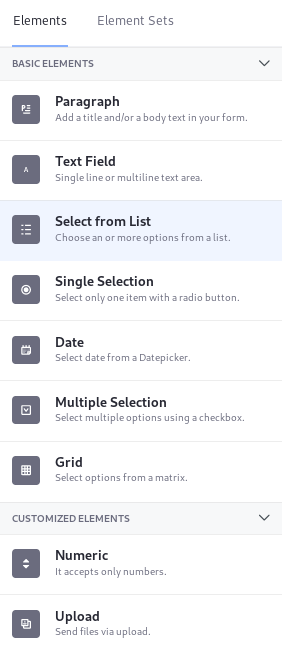 Elements Element Sets
BASIC ELEMENTS
Paragraph
Add a title and/or a body text in your form.
A
Text Field
Single line or multiline text area.
Select from List
Choose an or more options from a list.
Single Selection
Select only one item with a radio button.
Date
Select date from a Datepicker.
Multiple Selection
Select multiple options using a checkbox.
Grid
Select options from a matrix.
CUSTOMIZED ELEMENTS
Numeric
It accepts only numbers.
Upload
Send files via upload.